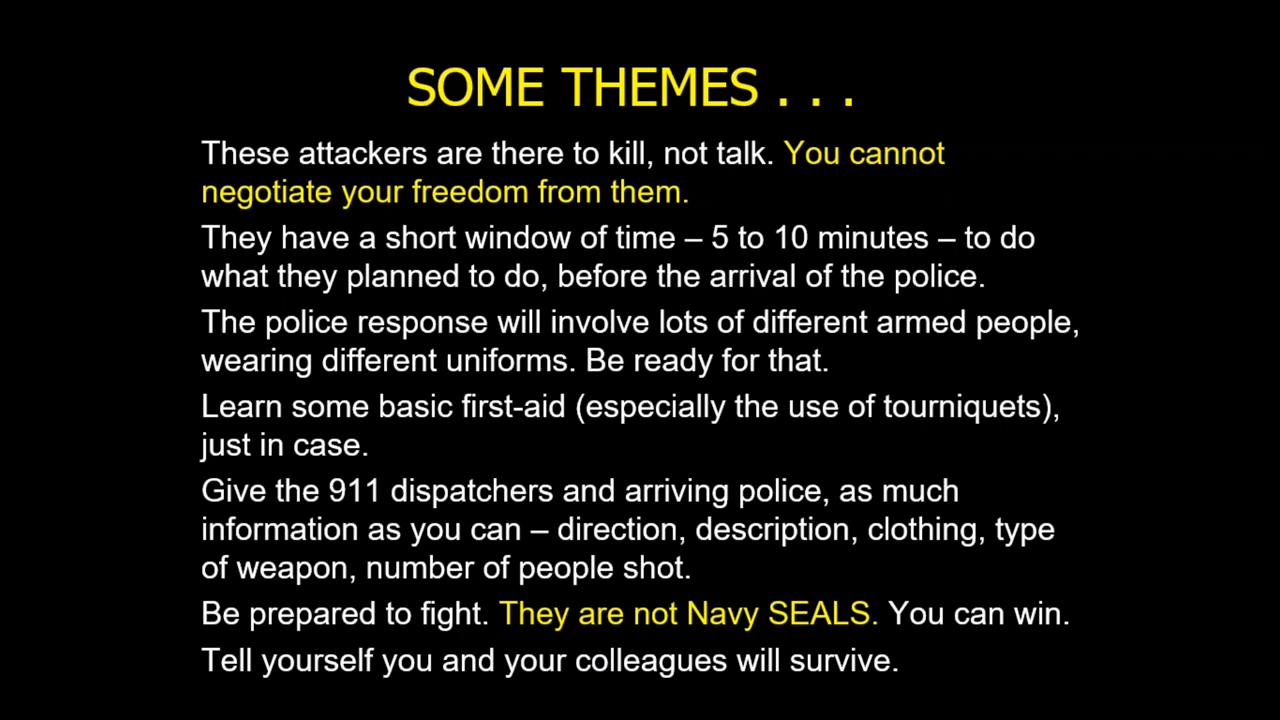 SOME THEMES . . .
These attackers are there to kill, not talk. You cannot
negotiate your freedom from them.
They have a short window of time – 5 to 10 minutes – to do
what they planned to do, before the arrival of the police.
The police response will involve lots of different armed people,
wearing different uniforms. Be ready for that.
Learn some basic first-aid (especially the use of tourniquets),
just in case.
Give the 911 dispatchers and arriving police, as much
information as you can – direction, description, clothing, type
of weapon, number of people shot.
Be prepared to fight. They are not Navy SEALS. You can win.
Tell yourself you and your colleagues will survive.